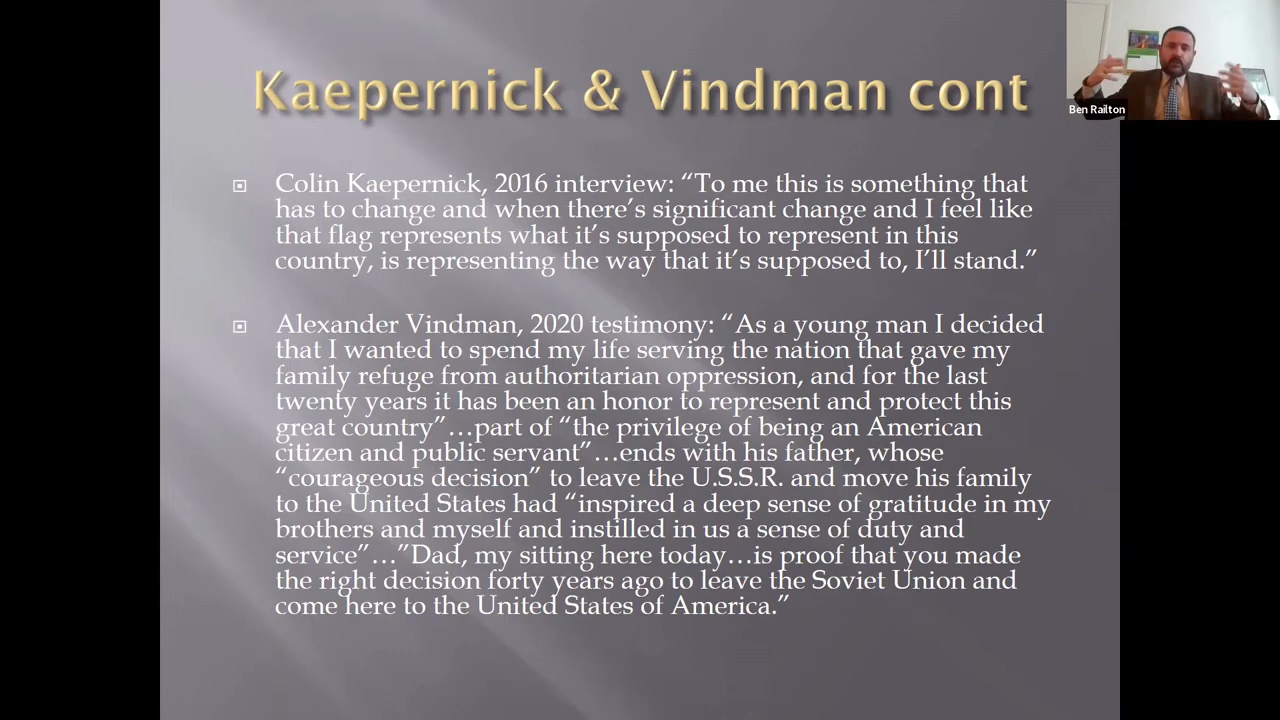 Kaepernick & Vindman cont
Ben Railton
Colin Kaepernick, 2016 interview: “To me this is something that
has to change and when there’s significant change and I feel like
that flag represents what it’s supposed to represent in this
country, is representing the way that it’s supposed to, I’ll stand.”
Alexander Vindman, 2020 testimony: “As a young man I decided
that I wanted to spend my life serving the nation that gave my
family refuge from authoritarian oppression, and for the last
twenty years it has been an honor to represent and protect this
great country”…part of “the privilege of being an American
citizen and public servant”…ends with his father, whose
“courageous decision” to leave the U.S.S.R. and move his family
to the United States had “inspired a deep sense of gratitude in my
brothers and myself and instilled in us a sense of duty and
service”…”Dad, my sitting here today…is proof that you made
the right decision forty years ago to leave the Soviet Union and
come here to the United States of America.”